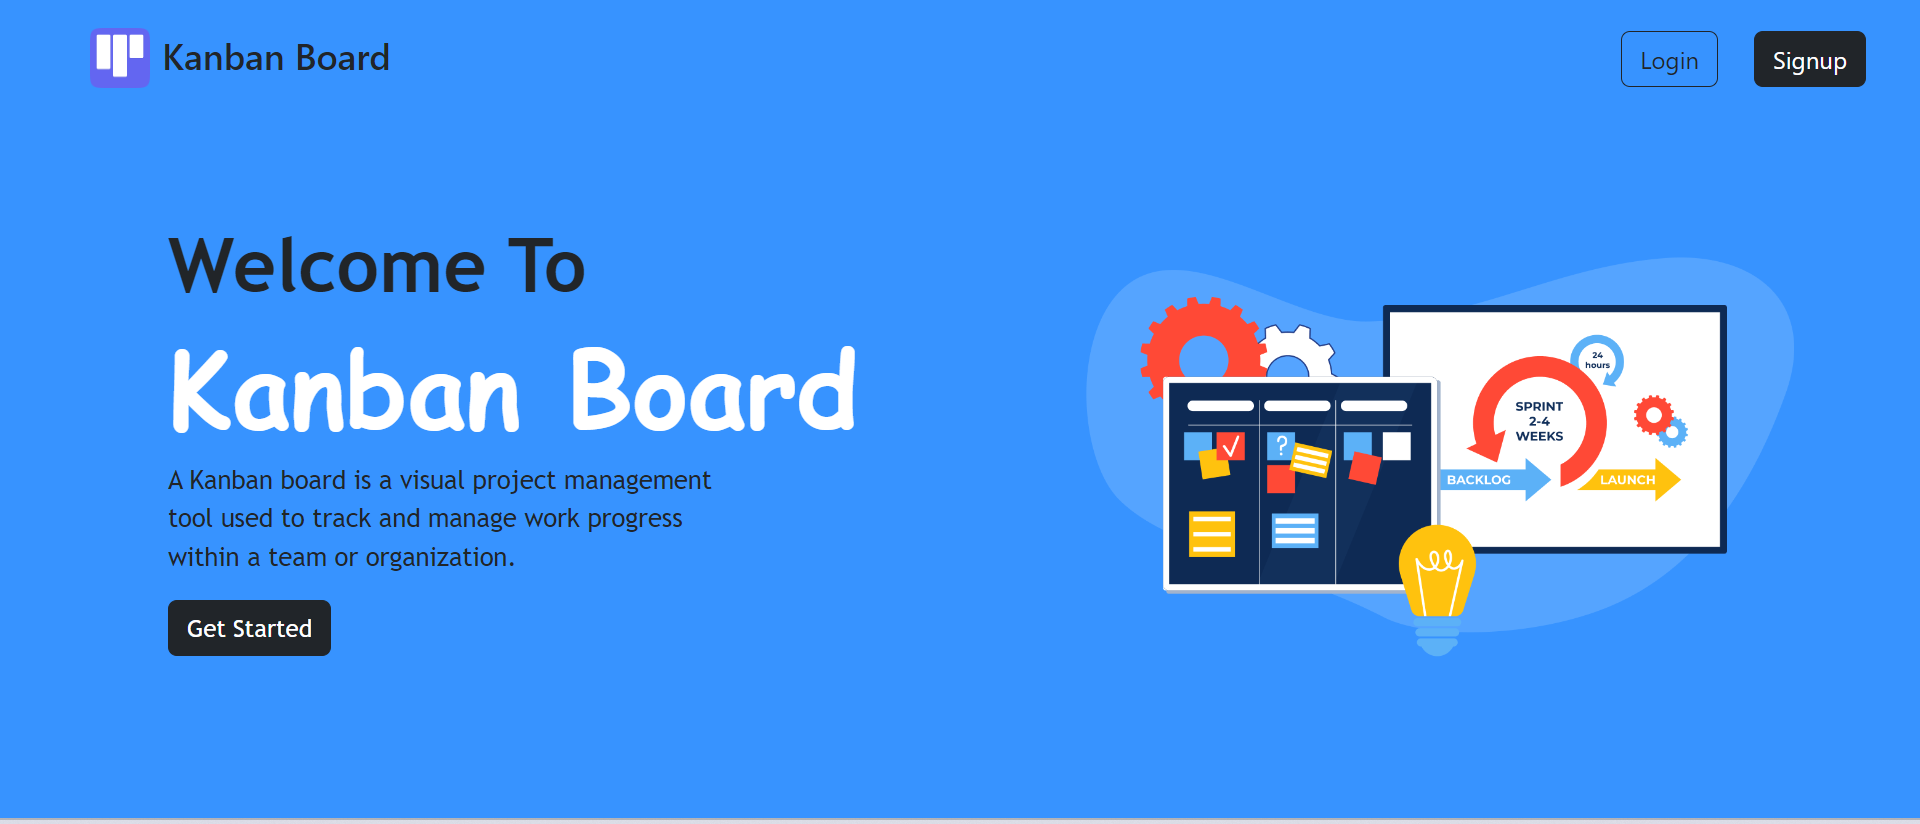 Kanban Board
Login
Signup
Welcome To
Kanban Board
A Kanban board is a visual project management
tool used to track and manage work progress
within a team or organization.
Get Started
24
hours
SPRINT
2-4
WEEKS
BACKLOG
LAUNCH
?